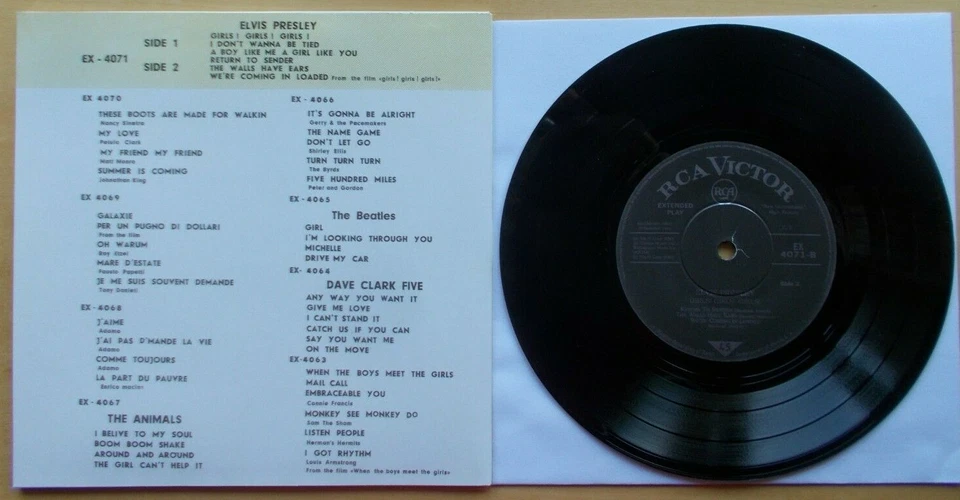 ELVIS PRESLEY
SIDE 1
GIRLS! GIRLS! GIRLS!
I DON'T WANNA BE TIED
A BOY LIKE ME A GIRL LIKE YOU
EX - 4071
RETURN TO SENDER
SIDE 2
THE WALLS HAVE EARS
WE'RE COMING IN LOADED From the film «girls! girls! girls!»
EX 4070
THESE BOOTS ARE MADE FOR WALKIN
Nancy Sinatra
MY LOVE
Petula Clark
MY FRIEND MY FRIEND
Matt Monro
SUMMER IS COMING
Johnathan King
EX 4069
GALAXIE
PER UN PUGNO DI DOLLARI
From the film
OH WARUM
MARE D'ESTATE
Fausto Papetti
JE ME SUIS SOUVENT DEMANDE
Tony Danieli
EX - 4068
J'AIME
Adamo
J'AI PAS D'MANDE LA VIE
Adamo
COMME TOUJOURS
Adamo
LA PART DU PAUVRE
Enrico macias
EX - 4067
THE ANIMALS
I BELIVE TO MY SOUL
BOOM BOOM SHAKE
AROUND AND AROUND
THE GIRL CAN'T HELP IT
EX - 4066
IT'S GONNA BE ALRIGHT
Gerry & the Pacemakers
THE NAME GAME
DON'T LET GO
Shirley Ellis
TURN TURN TURN
The Byrds
FIVE HUNDRED MILES
Peter and Gordon
EX - 4065
The Beatles
GIRL
I'M LOOKING THROUGH YOU
MICHELLE
DRIVE MY CAR
EX - 4064
DAVE CLARK FIVE
ANY WAY YOU WANT IT
GIVE ME LOVE
I CAN'T STAND IT
CATCH US IF YOU CAN
SAY YOU WANT ME
ON THE MOVE
EX-4063
WHEN THE BOYS MEET THE GIRLS
MAIL CALL
EMBRACEABLE YOU
Connie Francis
MONKEY SEE MONKEY DO
Sam The Sham
LISTEN PEOPLE
Herman's Hermits
I GOT RHYTHM
Louis Armstrong
From the film «When the boys meet the girls»
RCA VICTOR
RCA
EXTENDED
PLAY
EX
4071-B
45